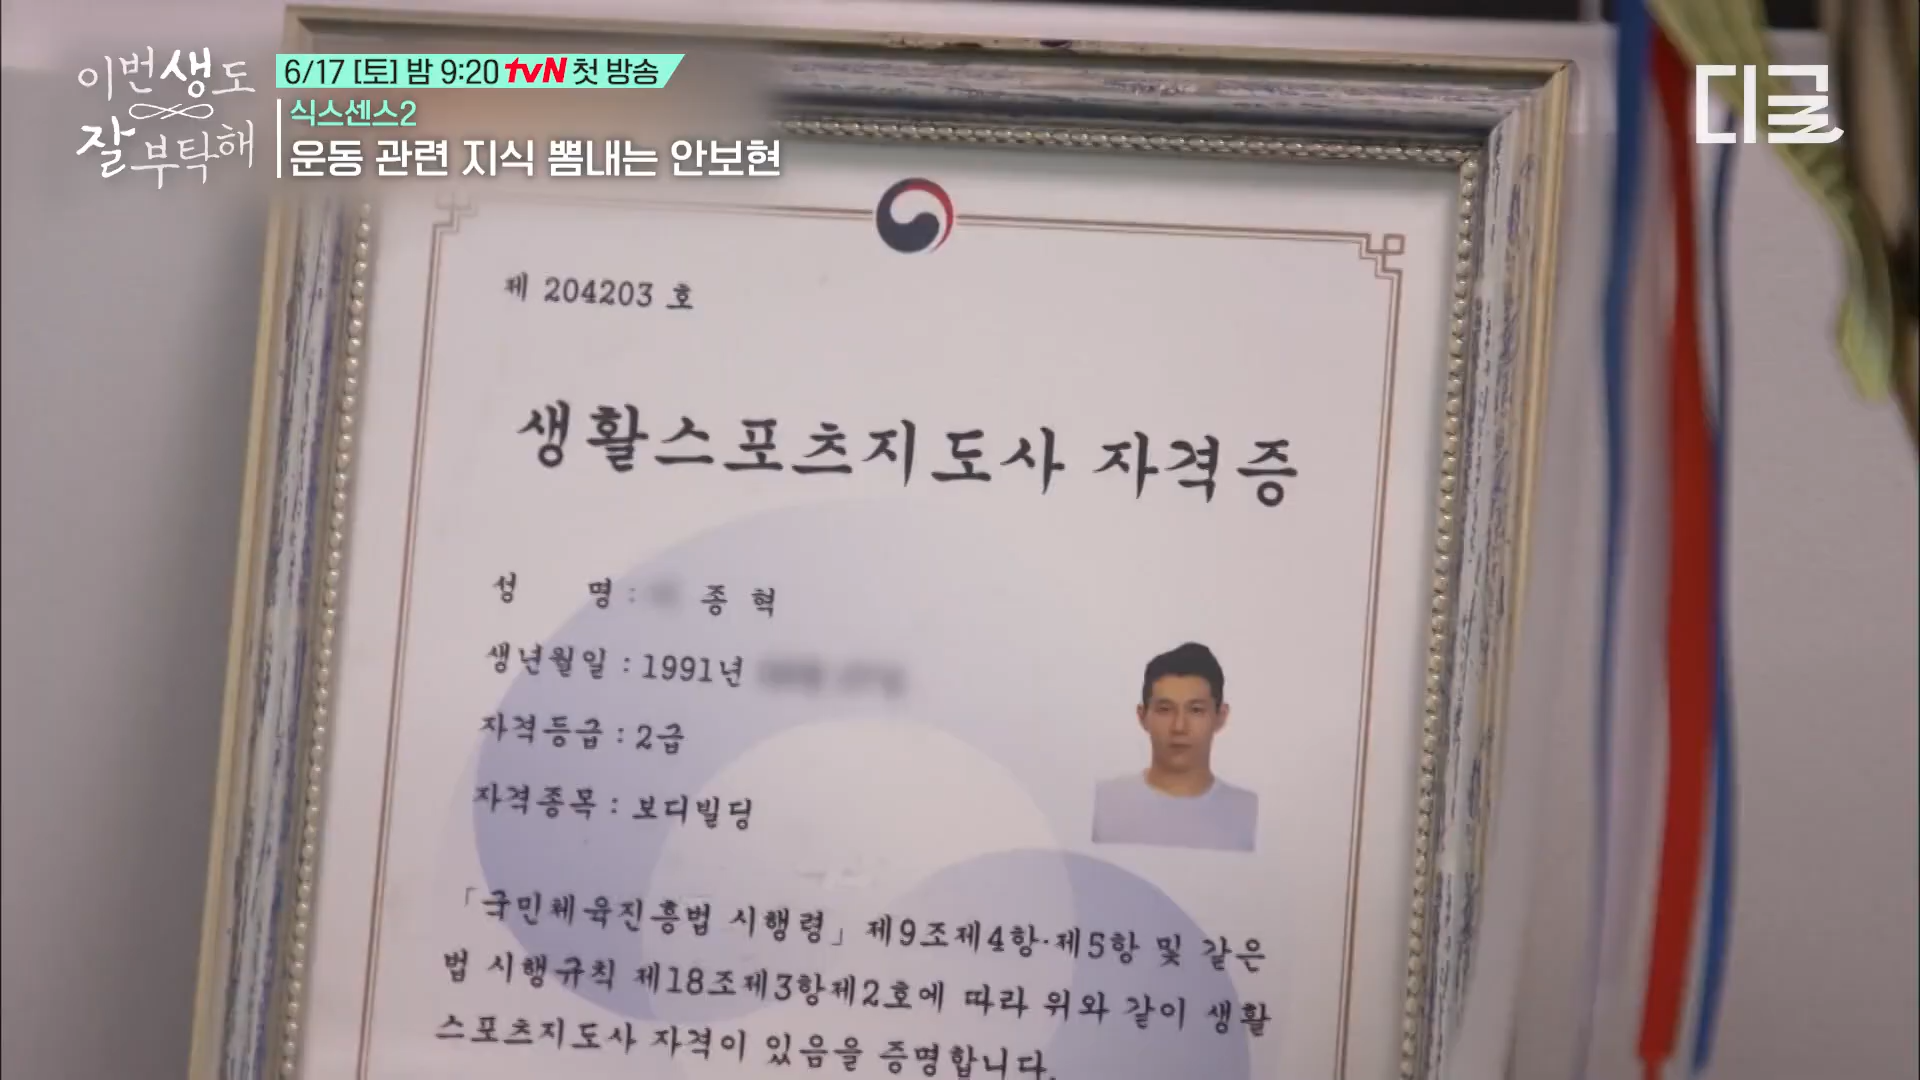 이번 생도
잘 부탁해
6/17 [토] 밤 9:20 tvN 첫 방송
식스센스2
운동 관련 지식 뽐내는 안보현
디글
제 204203 호
생활스포츠지도사 자격증
성 명 : 종 혁
생년월일 : 1991년
자격등급 : 2급
자격종목 : 보디빌딩
「국민체육진흥법 시행령」 제9조제4항·제5항 및 같은
법 시행규칙 제18조제3항제2호에 따라 위와 같이 생활
스포츠지도사 자격이 있음을 증명합니다.